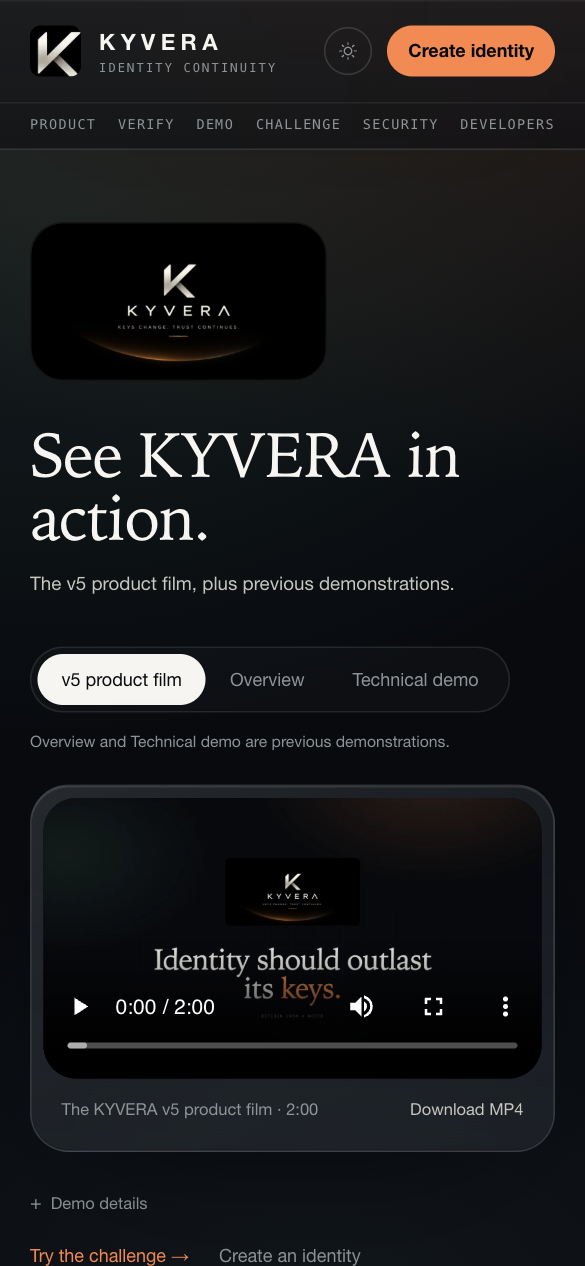 KYVERA
IDENTITY CONTINUITY
Create identity
PRODUCT VERIFY DEMO CHALLENGE SECURITY DEVELOPERS
KYVERA
KEYS CHANGE. TRUST CONTINUES.
See KYVERA in
action.
The v5 product film, plus previous demonstrations.
v5 product film Overview Technical demo
Overview and Technical demo are previous demonstrations.
KYVERA
Identity should outlast
its keys.
0:00 / 2:00
The KYVERA v5 product film · 2:00 Download MP4
+ Demo details
Try the challenge → Create an identity